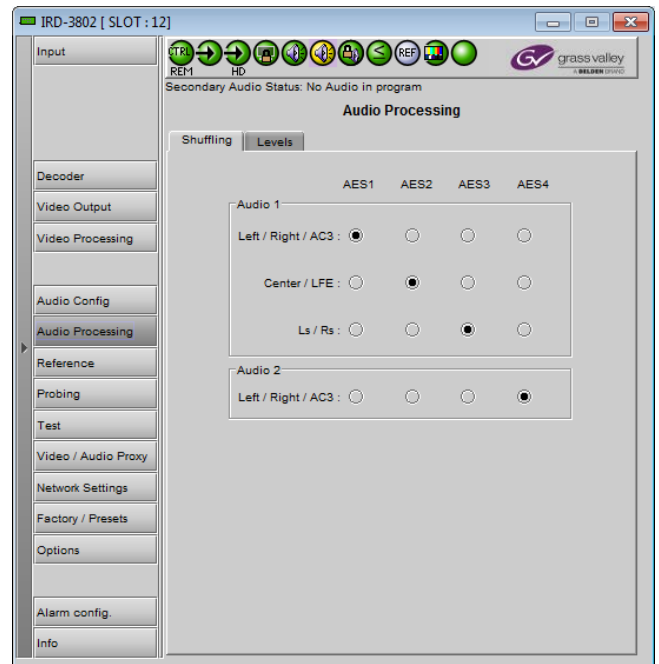 IRD-3802 [ SLOT : 12]
Input
CTRL
REF
REM
HD
GV grass valley
A BELDEN BRAND
Secondary Audio Status: No Audio in program
Audio Processing
Shuffling
Levels
AES1 AES2 AES3 AES4
Audio 1
Left / Right / AC3 :
Center / LFE :
Ls / Rs :
Audio 2
Left / Right / AC3 :
Decoder
Video Output
Video Processing
Audio Config
Audio Processing
Reference
Probing
Test
Video / Audio Proxy
Network Settings
Factory / Presets
Options
Alarm config.
Info